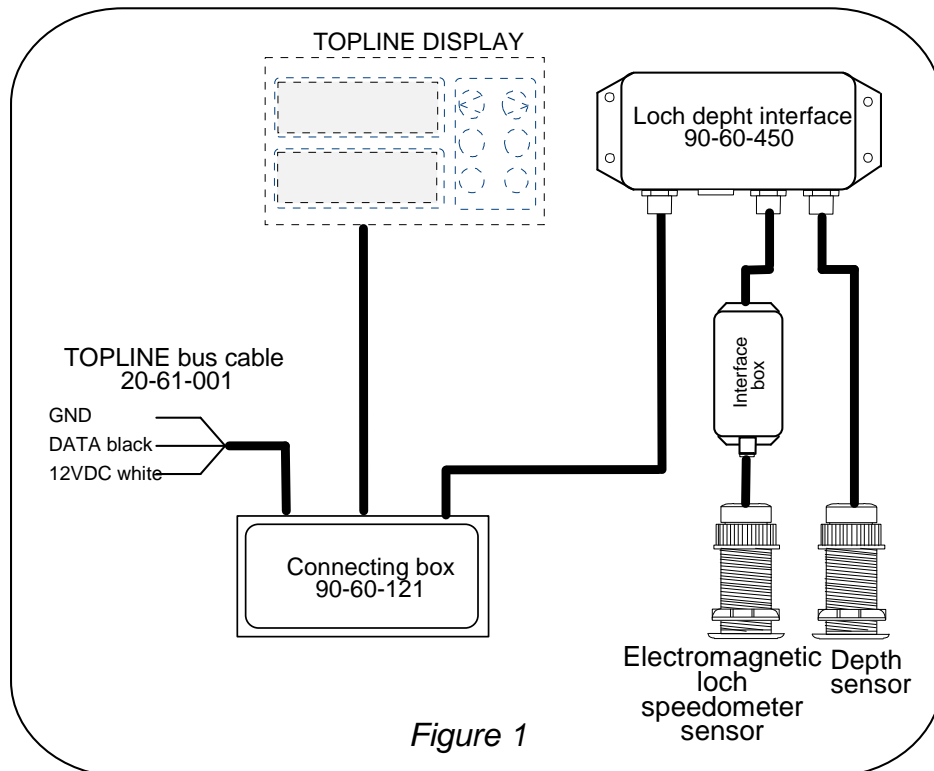 TOPLINE DISPLAY
Loch depht interface
90-60-450
Interface
box
TOPLINE bus cable
20-61-001
GND
DATA black
12VDC white
Connecting box
90-60-121
Electromagnetic
loch
speedometer
sensor
Depth
sensor
Figure 1